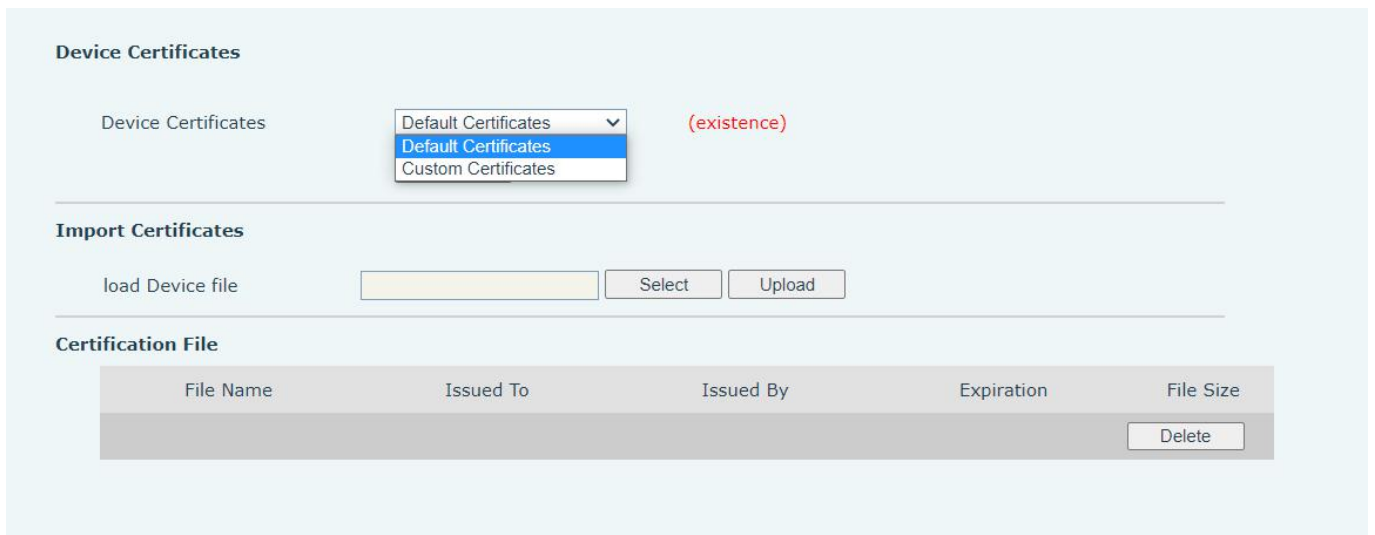 Device Certificates
Device Certificates Default Certificates (existence)
Default Certificates
Custom Certificates
Import Certificates
load Device file Select Upload
Certification File
File Name Issued To Issued By Expiration File Size
Delete